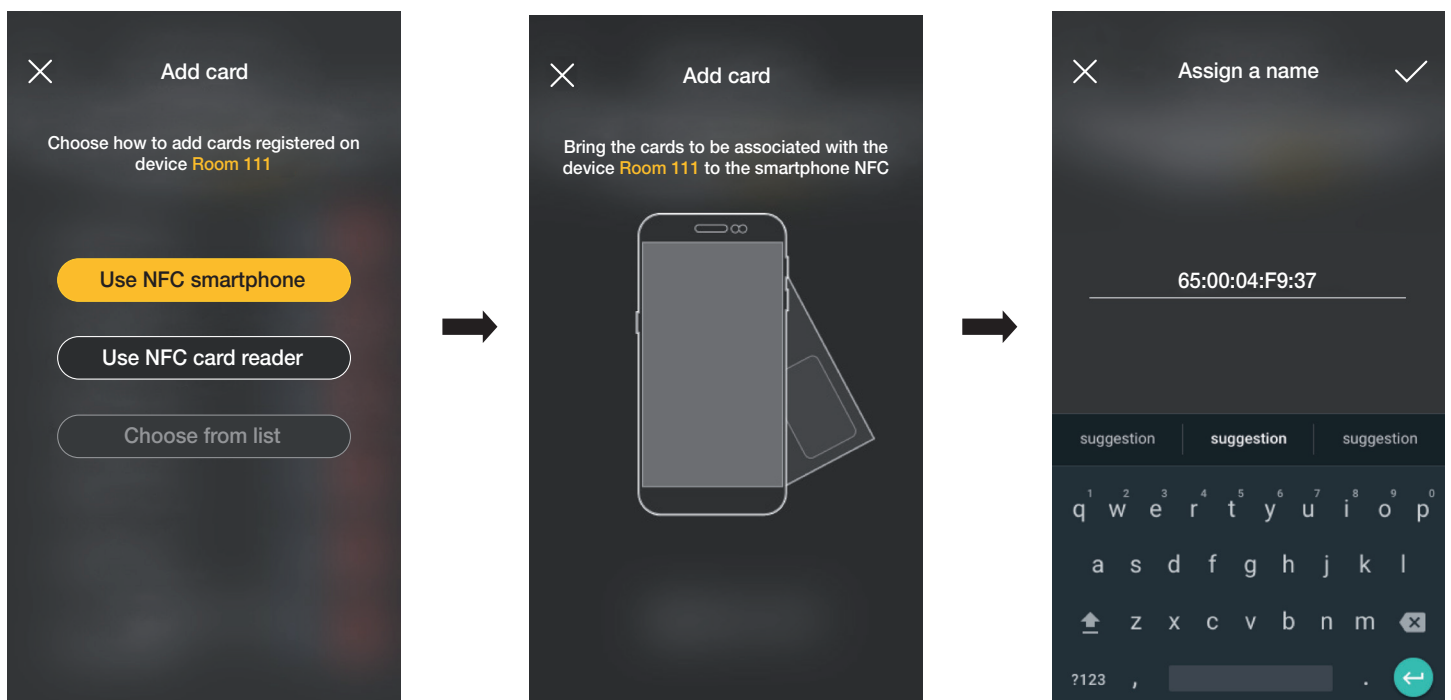 Add card
Choose how to add cards registered on
device Room 111
Use NFC smartphone
Use NFC card reader
Choose from list
Add card
Bring the cards to be associated with the
device Room 111 to the smartphone NFC
Assign a name
65:00:04:F9:37
suggestion suggestion suggestion
1 2 3 4 5 6 7 8 9 0
q w e r t y u i o p
a s d f g h j k l
z x c v b n m
?123 , .